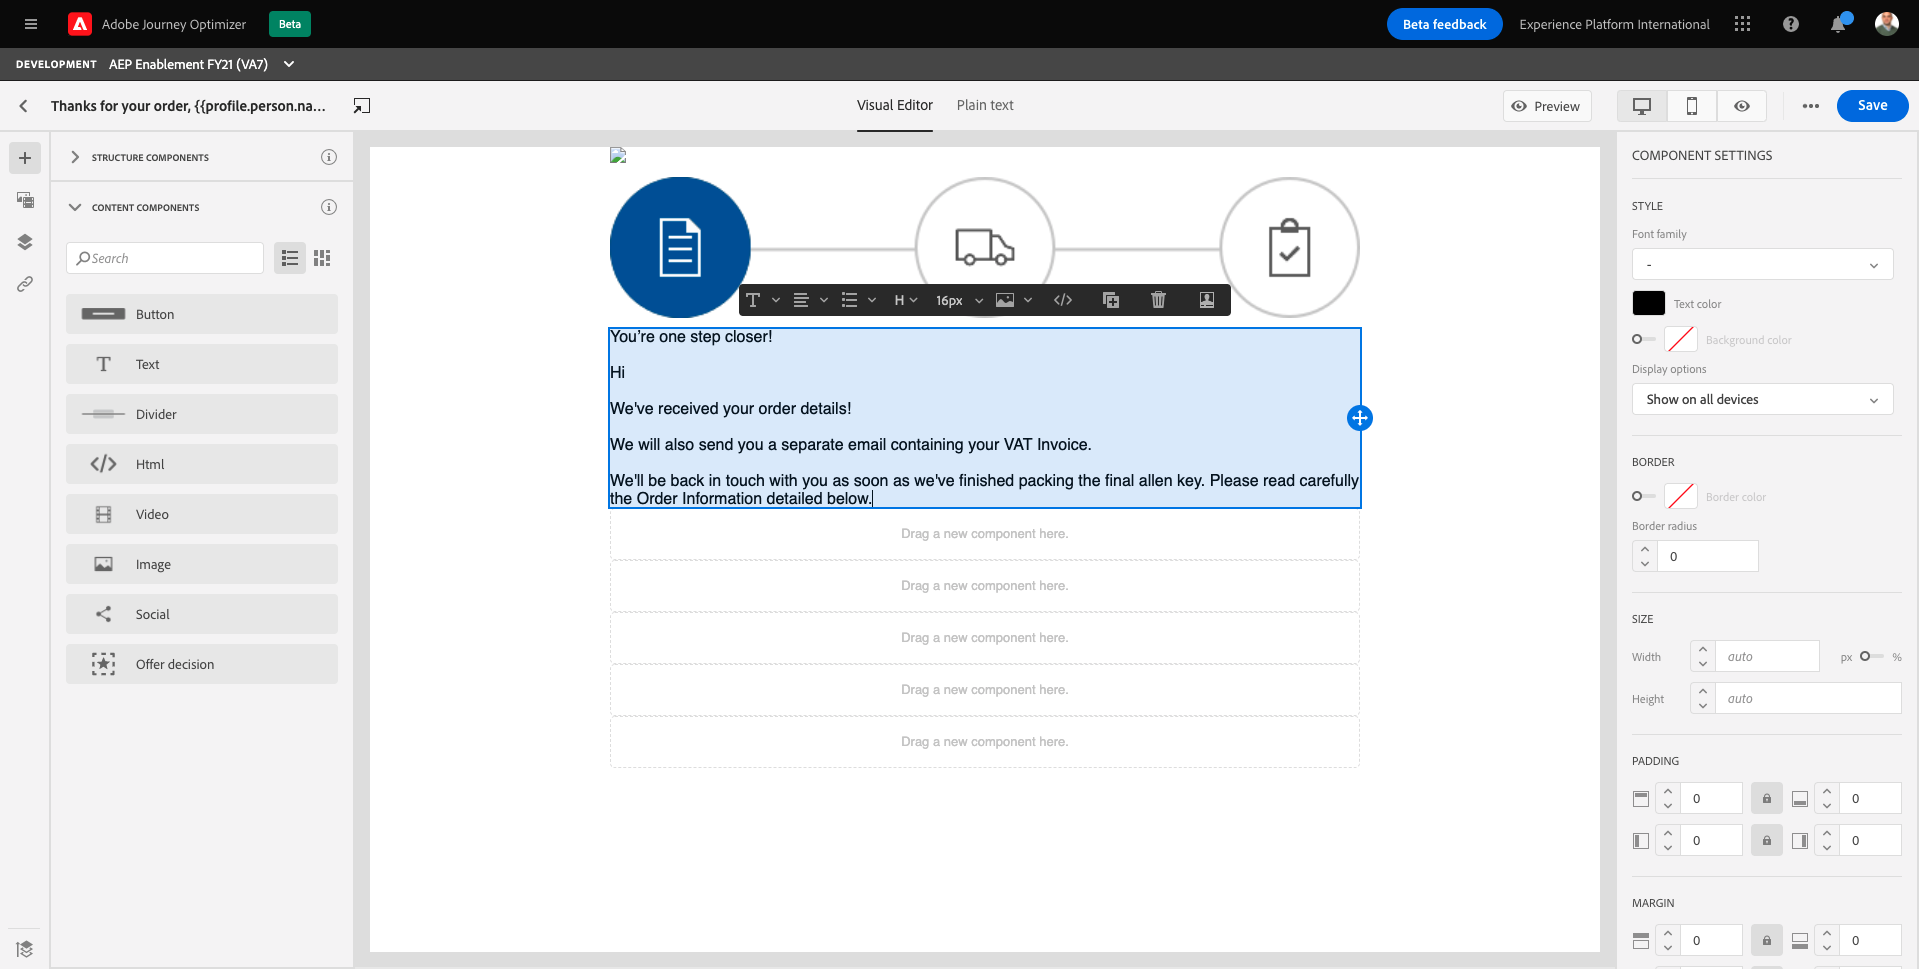 Adobe Journey Optimizer
Beta
Beta feedback
Experience Platform International
DEVELOPMENT
AEP Enablement FY21 (VA7)
Thanks for your order, {{profile.person.na...
Visual Editor
Plain text
Preview
Save
STRUCTURE COMPONENTS
CONTENT COMPONENTS
Search
Button
Text
Divider
Html
Video
Image
Social
Offer decision
H
16px
You’re one step closer!
Hi
We've received your order details!
We will also send you a separate email containing your VAT Invoice.
We'll be back in touch with you as soon as we've finished packing the final allen key. Please read carefully
the Order Information detailed below.
Drag a new component here.
Drag a new component here.
Drag a new component here.
Drag a new component here.
Drag a new component here.
COMPONENT SETTINGS
STYLE
Font family
-
Text color
Background color
Display options
Show on all devices
BORDER
Border color
Border radius
0
SIZE
Width
auto
px
%
Height
auto
PADDING
0
0
0
0
MARGIN
0
0